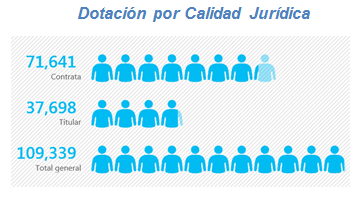 Dotación por Calidad Jurídica
71,641
Contrata
37,698
Titular
109,339
Total general